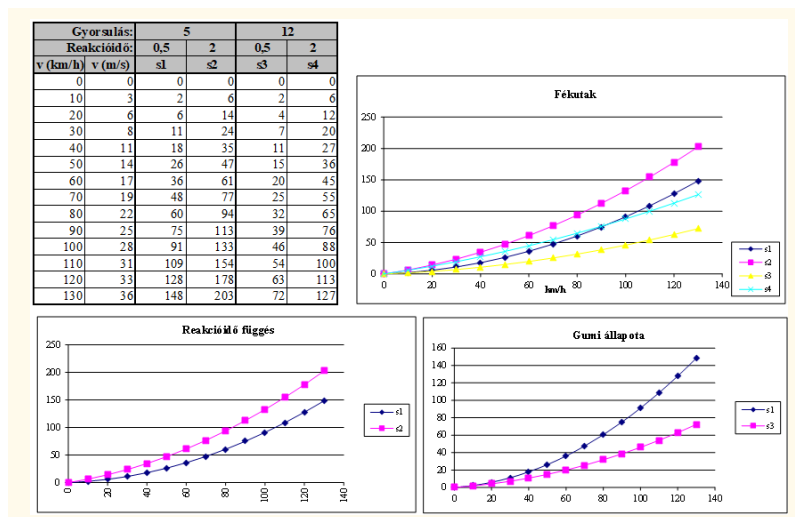 Gyorsulás: 5 12
Reakcióidő: 0,5 2 0,5 2
v (km/h) v (m/s) s1 s2 s3 s4
0 0 0 0 0 0
10 3 2 6 2 6
20 6 6 14 4 12
30 8 11 24 7 20
40 11 18 35 11 27
50 14 26 47 15 36
60 17 36 61 20 45
70 19 48 77 25 55
80 22 60 94 32 65
90 25 75 113 39 76
100 28 91 133 46 88
110 31 109 154 54 100
120 33 128 178 63 113
130 36 148 203 72 127
Fékutak
250
200
150
100
50
0
0 20 40 60 80 100 120 140
km/h
s1
s2
s3
s4
Reakcióidő függés
250
200
150
100
50
0
0 20 40 60 80 100 120 140
s1
s2
Gumi állapota
160
140
120
100
80
60
40
20
0
0 20 40 60 80 100 120 140
s1
s3